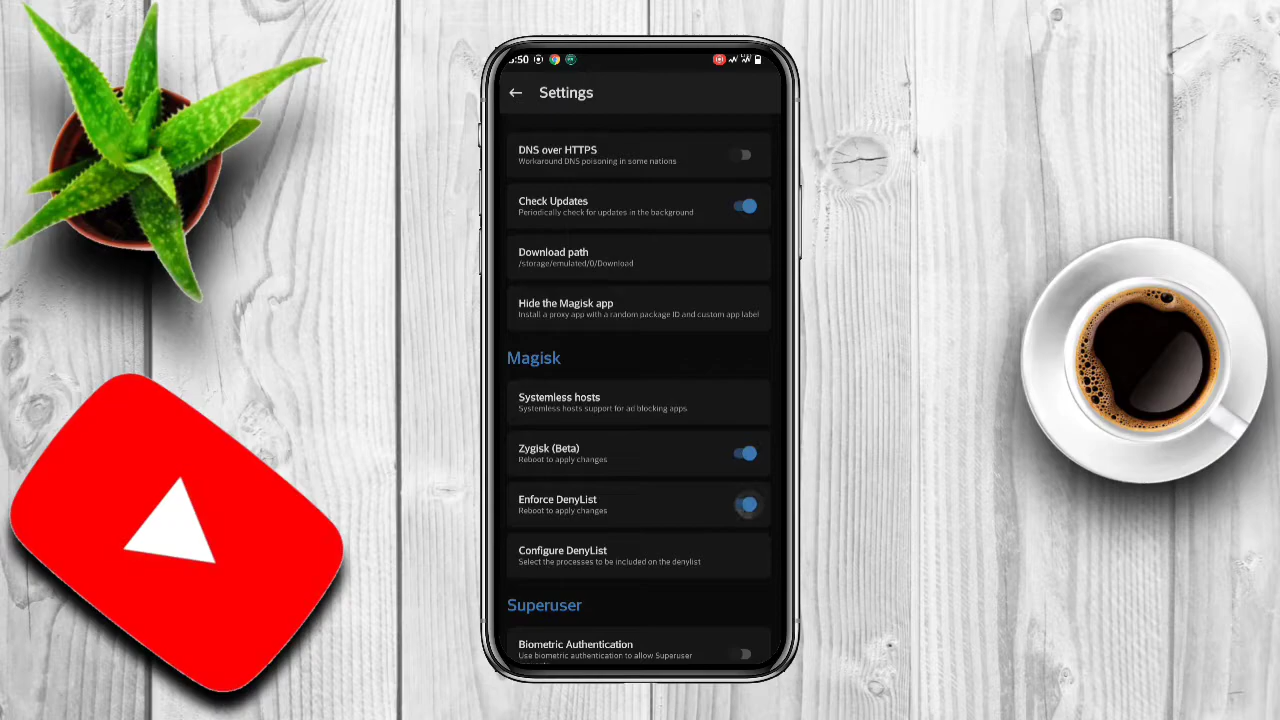 :50
Settings
DNS over HTTPS
Workaround DNS poisoning in some nations
Check Updates
Periodically check for updates in the background
Download path
/storage/emulated/0/Download
Hide the Magisk app
Install a proxy app with a random package ID and custom app label
Magisk
Systemless hosts
Systemless hosts support for ad blocking apps.
Zygisk (Beta)
Reboot to apply changes
Enforce DenyList
Reboot to apply changes
Configure DenyList
Select the processes to be included on the denylist
Superuser
Biometric Authentication
Use biometric authentication to allow Superuser